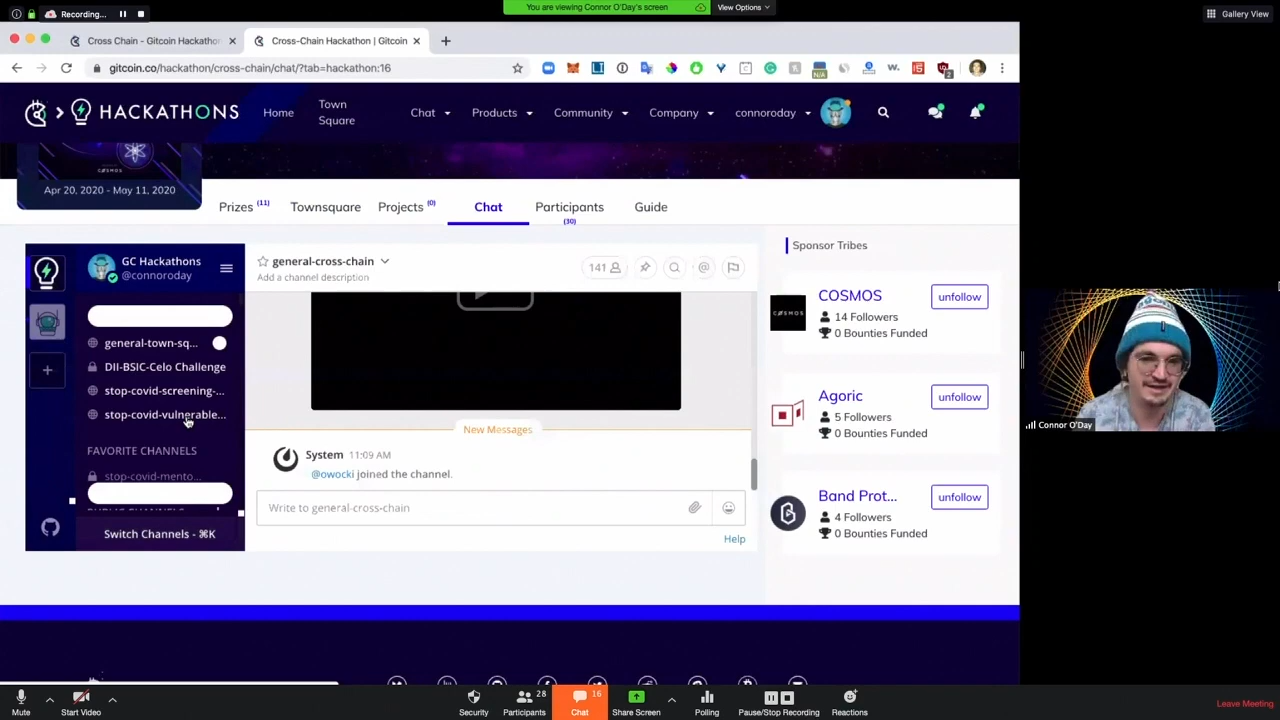 Recording...
You are viewing Connor O'Day's screen
View Options
Gallery View
Cross Chain - Gitcoin Hackathon
Cross-Chain Hackathon | Gitcoin
gitcoin.co/hackathon/cross-chain/chat/?tab=hackathon:16
N/A
2
HACKATHONS
Home
Town Square
Chat
Products
Community
Company
connoroday
COSMOS
Apr 20, 2020 - May 11, 2020
Prizes (11)
Townsquare
Projects (0)
Chat
Participants (30)
Guide
GC Hackathons
@connoroday
general-cross-chain
Add a channel description
141
general-town-sq...
DII-BSIC-Celo Challenge
stop-covid-screening-...
stop-covid-vulnerable...
FAVORITE CHANNELS
stop-covid-mento...
Switch Channels - ⌘K
New Messages
System 11:09 AM
@owocki joined the channel.
Write to general-cross-chain
Help
Sponsor Tribes
COSMOS
COSMOS
unfollow
14 Followers
0 Bounties Funded
Agoric
unfollow
5 Followers
0 Bounties Funded
Band Prot...
unfollow
4 Followers
0 Bounties Funded
Connor O'Day
Mute
Start Video
Security
Participants
28
Chat
16
Share Screen
Polling
Pause/Stop Recording
Reactions
Leave Meeting